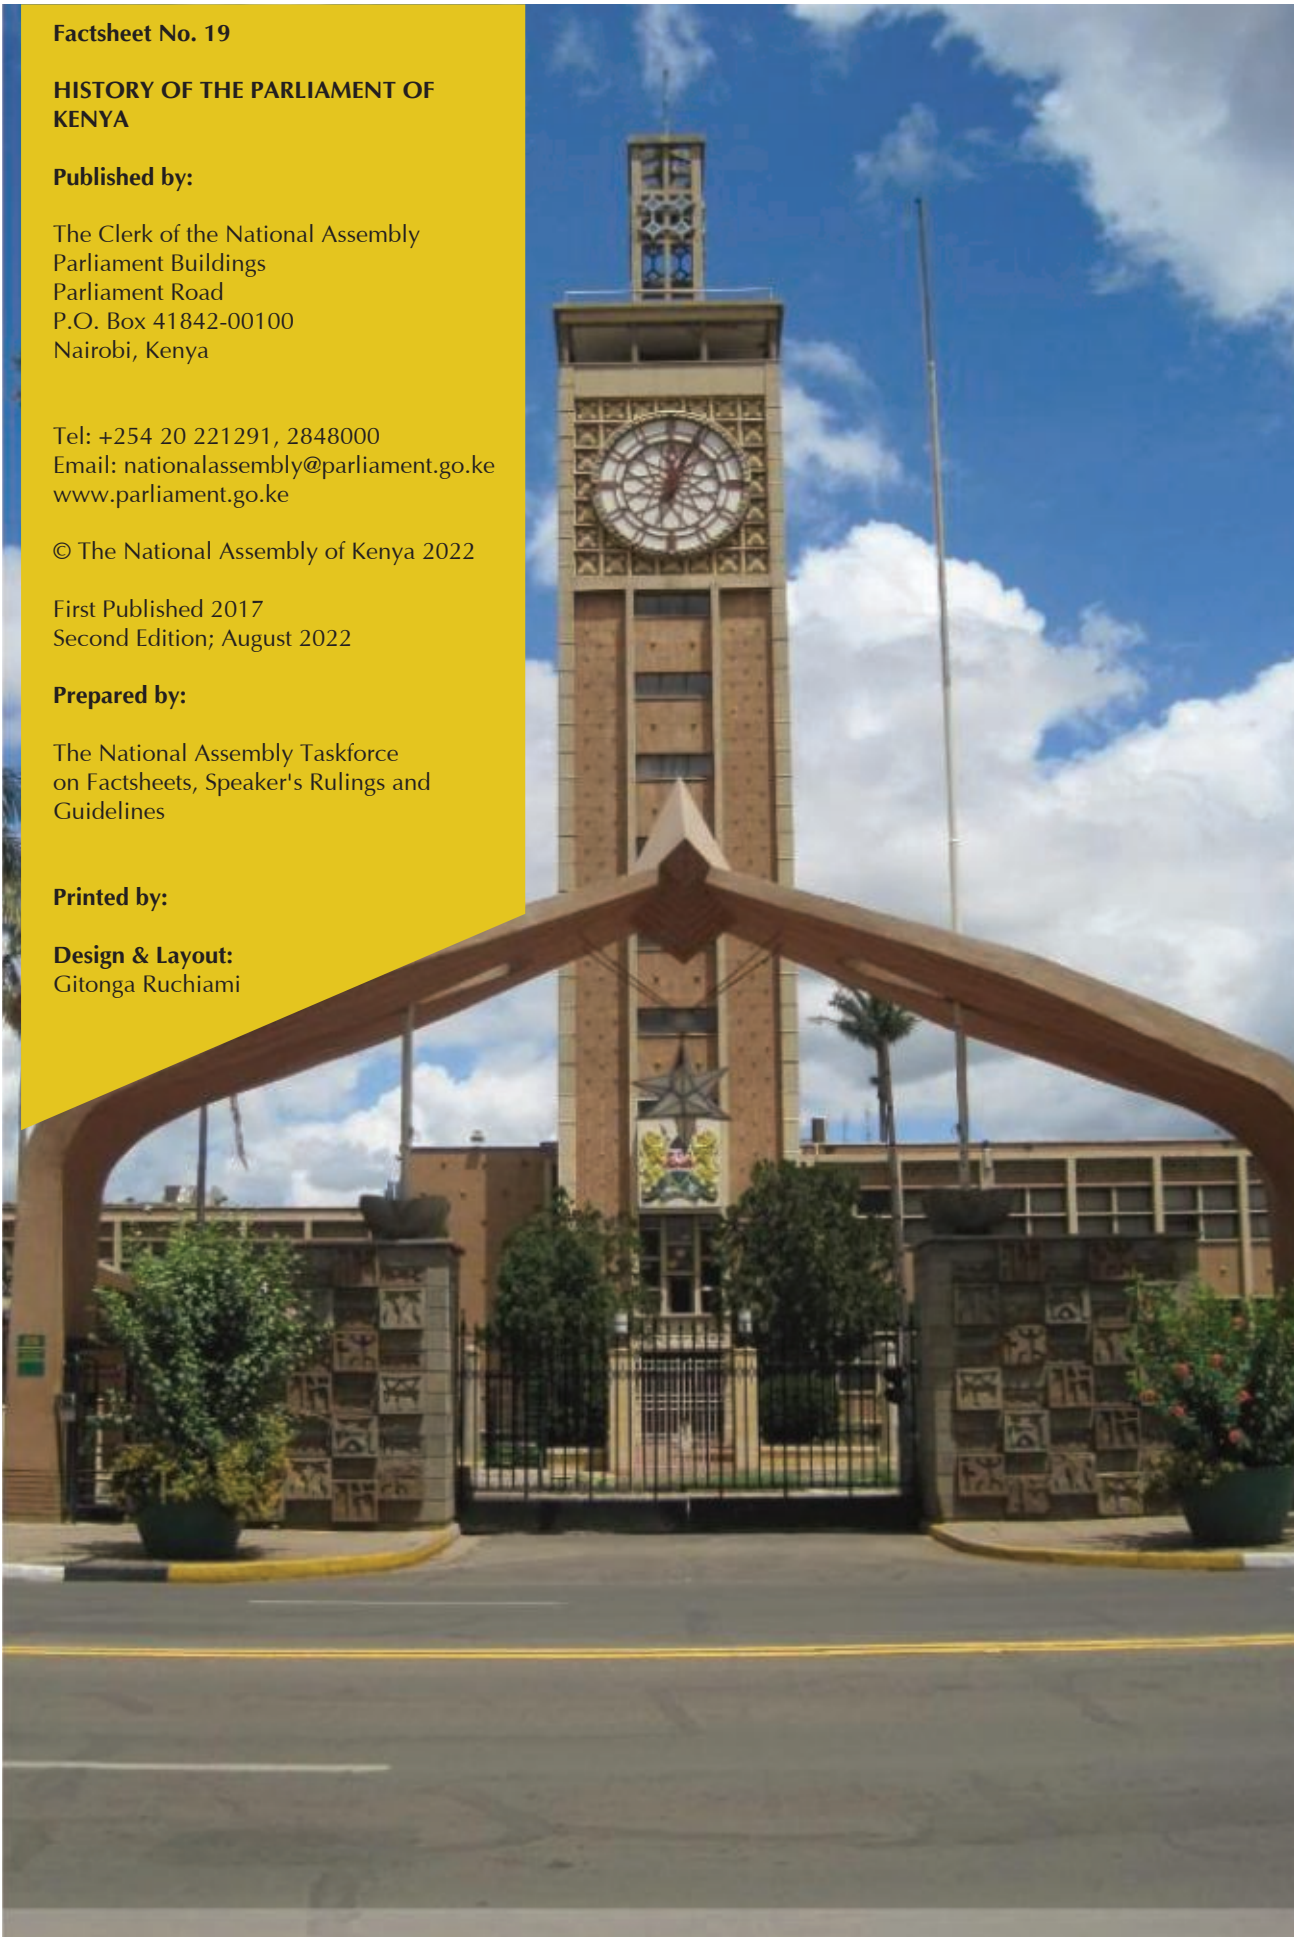 Factsheet No. 19
HISTORY OF THE PARLIAMENT OF
KENYA
Published by:
The Clerk of the National Assembly
Parliament Buildings
Parliament Road
P.O. Box 41842-00100
Nairobi, Kenya
Tel: +254 20 221291, 2848000
Email: nationalassembly@parliament.go.ke
www.parliament.go.ke
© The National Assembly of Kenya 2022
First Published 2017
Second Edition; August 2022
Prepared by:
The National Assembly Taskforce
on Factsheets, Speaker's Rulings and
Guidelines
Printed by:
Design & Layout:
Gitonga Ruchiami